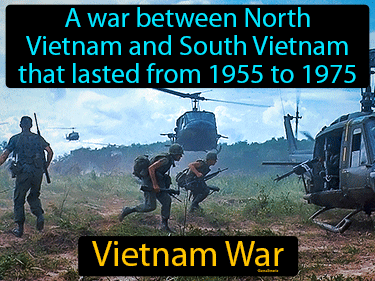 A war between North
Vietnam and South Vietnam
that lasted from 1955 to 1975
Vietnam War